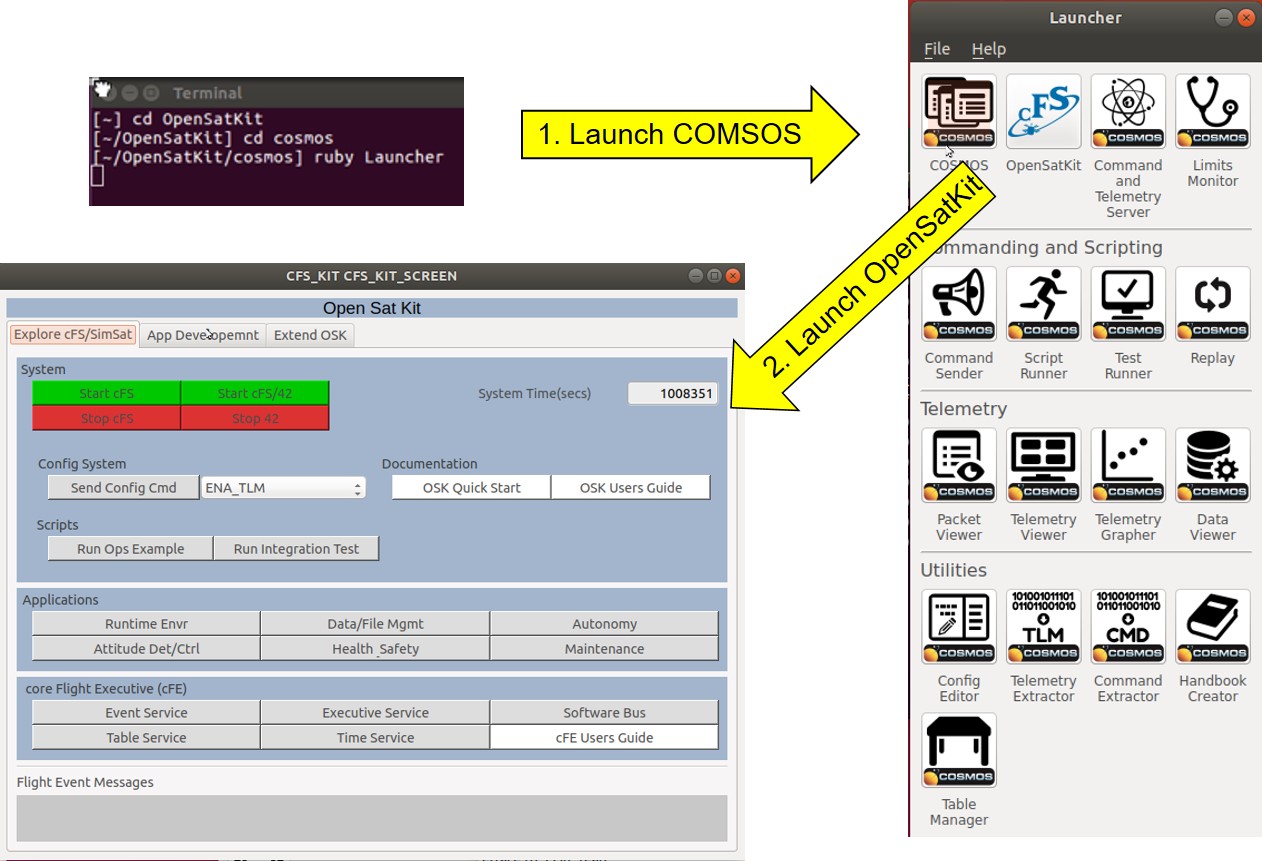 Terminal
[~] cd OpenSatKit
[~/OpenSatKit] cd cosmos
[~/OpenSatKit/cosmos] ruby Launcher
1. Launch COMSOS
2. Launch OpenSatKit
Launcher
File Help
COSMOS cFS COSMOS COSMOS
COSMOS OpenSatKit Command and Telemetry Server Limits Monitor
Commanding and Scripting
COSMOS COSMOS COSMOS COSMOS
Command Sender Script Runner Test Runner Replay
Telemetry
COSMOS COSMOS COSMOS COSMOS
Packet Viewer Telemetry Viewer Telemetry Grapher Data Viewer
Utilities
101001011101 101001011101
011011001010 011011001010
TLM CMD
COSMOS COSMOS COSMOS COSMOS
Config Editor Telemetry Extractor Command Extractor Handbook Creator
COSMOS
Table Manager
CFS_KIT CFS_KIT_SCREEN
Open Sat Kit
Explore cFS/SimSat App Developemnt Extend OSK
System
Start cFS Start cFS/42 System Time(secs) 1008351
Stop cFS Stop 42
Config System Documentation
Send Config Cmd ENA_TLM OSK Quick Start OSK Users Guide
Scripts
Run Ops Example Run Integration Test
Applications
Runtime Envr Data/File Mgmt Autonomy
Attitude Det/Ctrl Health_Safety Maintenance
core Flight Executive (cFE)
Event Service Executive Service Software Bus
Table Service Time Service cFE Users Guide
Flight Event Messages